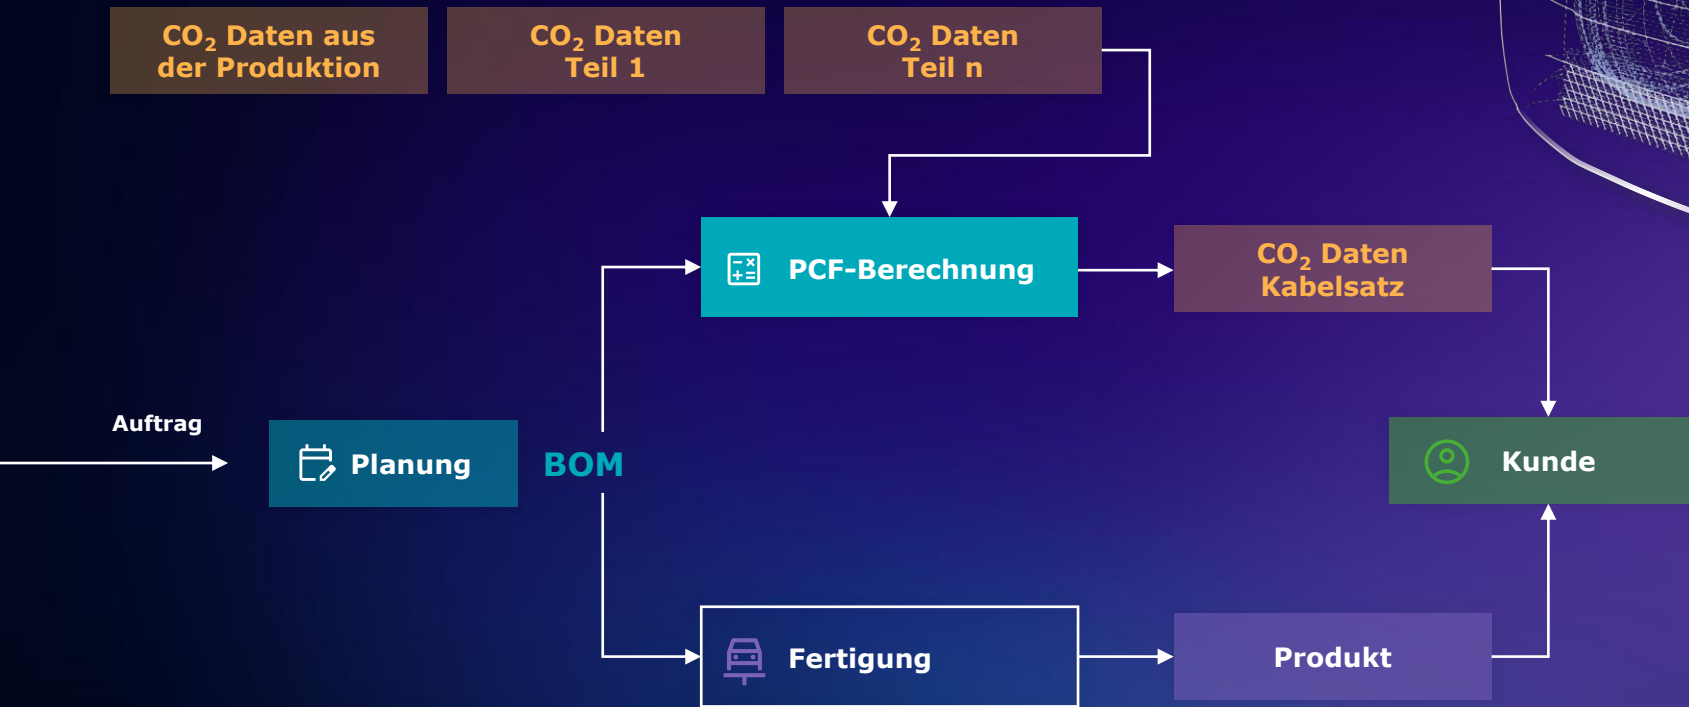 CO₂ Daten aus
der Produktion
CO₂ Daten
Teil 1
CO₂ Daten
Teil n
PCF-Berechnung
CO₂ Daten
Kabelsatz
Auftrag
Planung
BOM
Kunde
Fertigung
Produkt